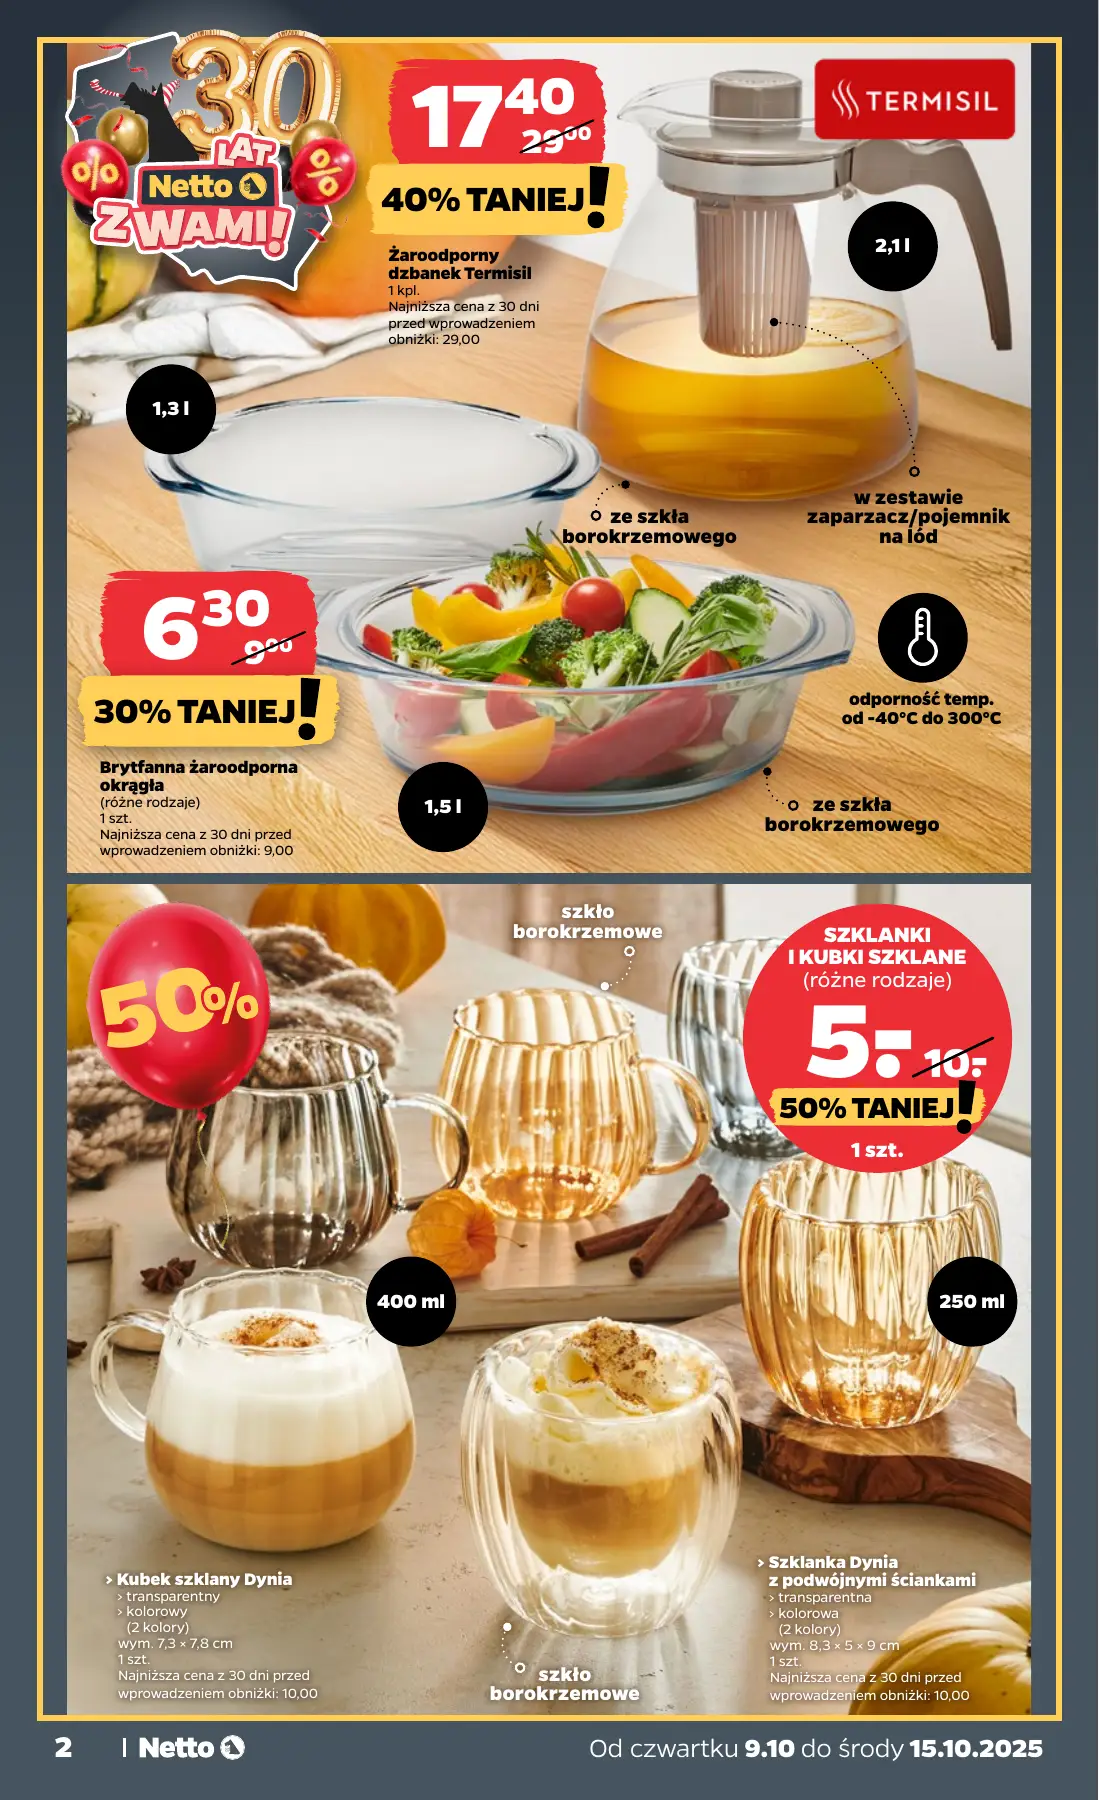 30
LAT
Netto
Z WAMI!
%
%
17 40
29 00
40% TANIEJ!
Żaroodporny
dzbanek Termisil
1 kpl.
Najniższa cena z 30 dni
przed wprowadzeniem
obniżki: 29,00
TERMISIL
2,1 l
1,3 l
ze szkła
borokrzemowego
w zestawie
zaparzacz/pojemnik
na lód
6 30
9 00
30% TANIEJ!
Brytfanna żaroodporna
okrągła
(różne rodzaje)
1 szt.
Najniższa cena z 30 dni przed
wprowadzeniem obniżki: 9,00
1,5 l
odporność temp.
od -40°C do 300°C
ze szkła
borokrzemowego
50%
szkło
borokrzemowe
SZKLANKI
I KUBKI SZKLANE
(różne rodzaje)
5.-
10.-
50% TANIEJ!
1 szt.
400 ml
250 ml
> Kubek szklany Dynia
> transparentny
> kolorowy
(2 kolory)
wym. 7,3 × 7,8 cm
1 szt.
Najniższa cena z 30 dni przed
wprowadzeniem obniżki: 10,00
szkło
borokrzemowe
> Szklanka Dynia
z podwójnymi ściankami
> transparentna
> kolorowa
(2 kolory)
wym. 8,3 × 5 × 9 cm
1 szt.
Najniższa cena z 30 dni przed
wprowadzeniem obniżki: 10,00
2 | Netto
Od czwartku 9.10 do środy 15.10.2025